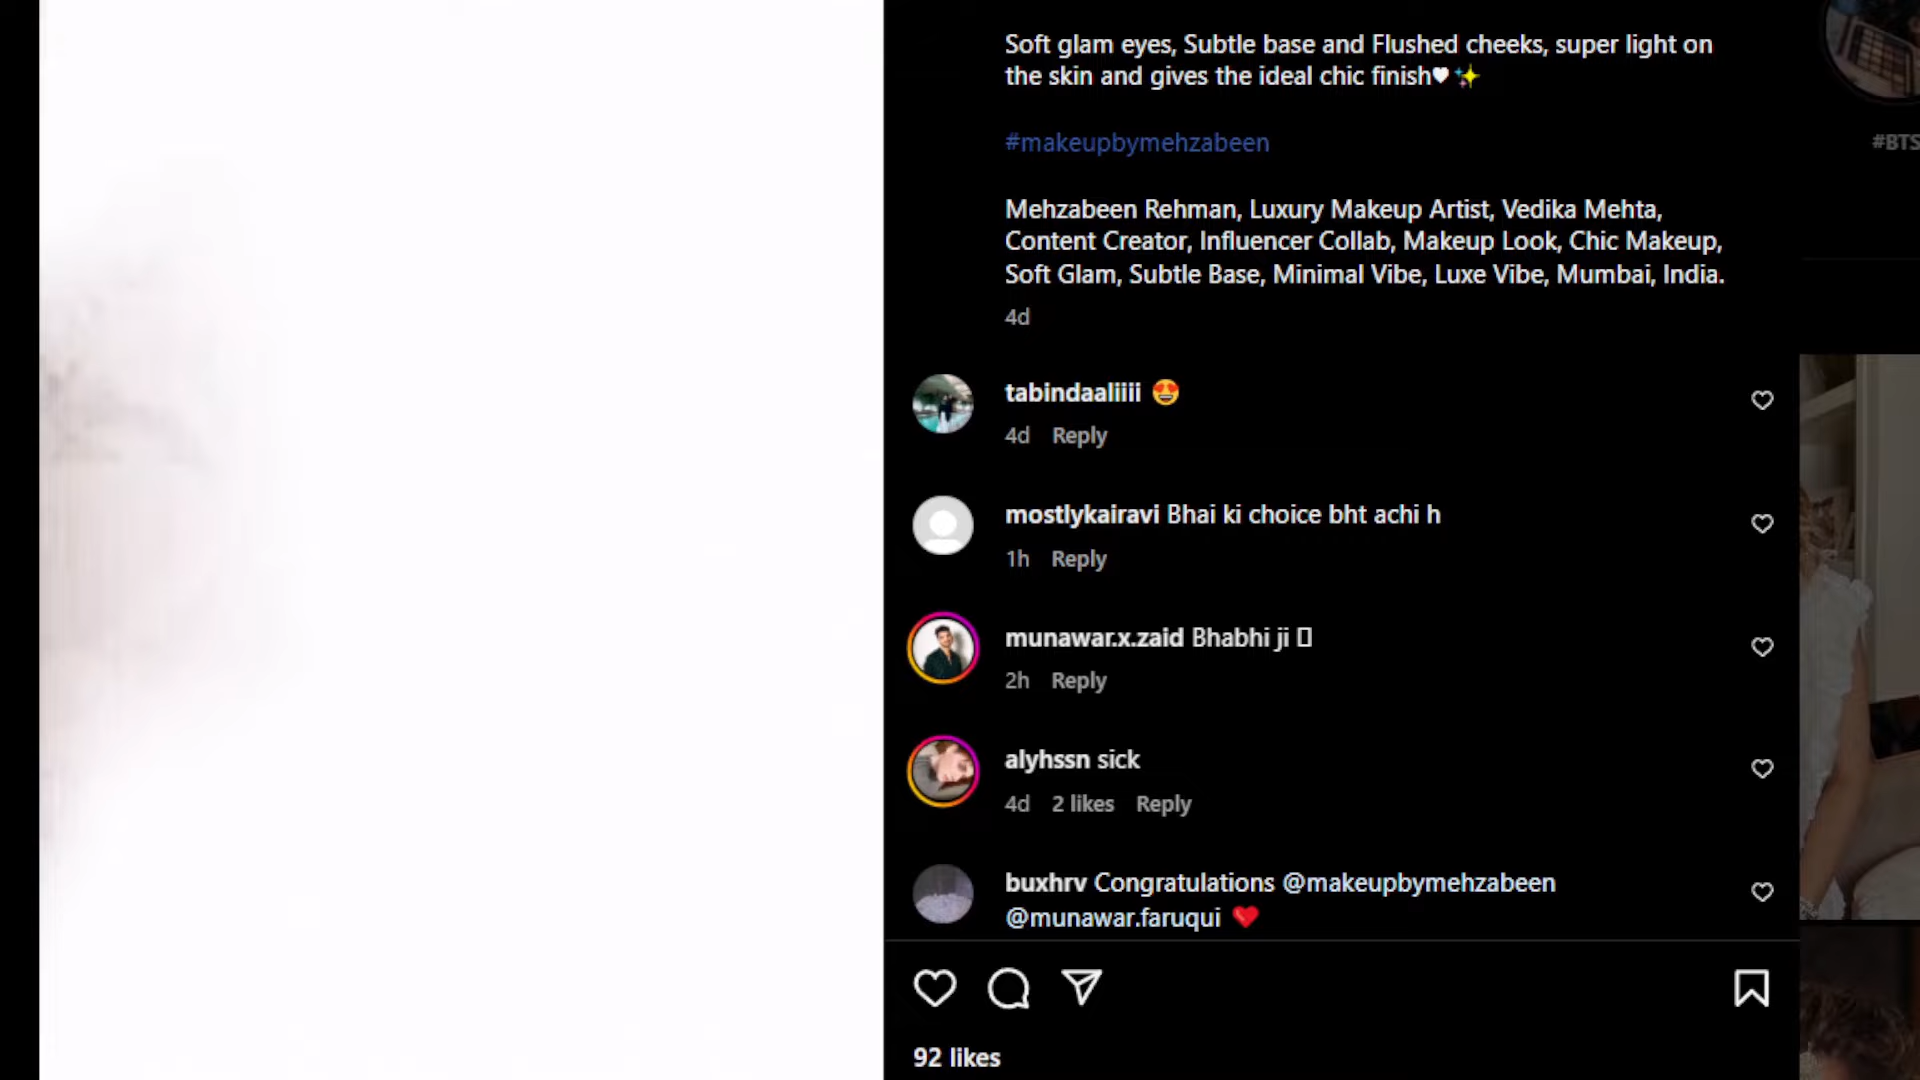 Soft glam eyes, Subtle base and Flushed cheeks, super light on
the skin and gives the ideal chic finish🖤✨
#makeupbymehzabeen
#BTS
Mehzabeen Rehman, Luxury Makeup Artist, Vedika Mehta,
Content Creator, Influencer Collab, Makeup Look, Chic Makeup,
Soft Glam, Subtle Base, Minimal Vibe, Luxe Vibe, Mumbai, India.
4d
tabindaaliiii 😍
4d Reply
mostlykairavi Bhai ki choice bht achi h
1h Reply
munawar.x.zaid Bhabhi ji
2h Reply
alyhssn sick
4d 2 likes Reply
buxhrv Congratulations @makeupbymehzabeen
@munawar.faruqui ❤️
92 likes